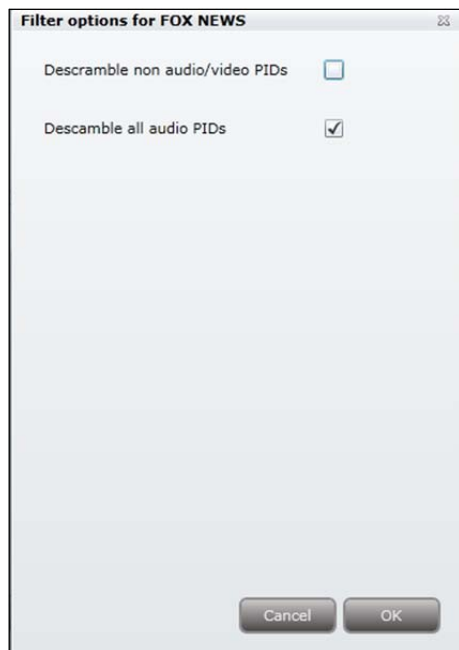 Filter options for FOX NEWS
Descramble non audio/video PIDs
Descamble all audio PIDs
Cancel OK